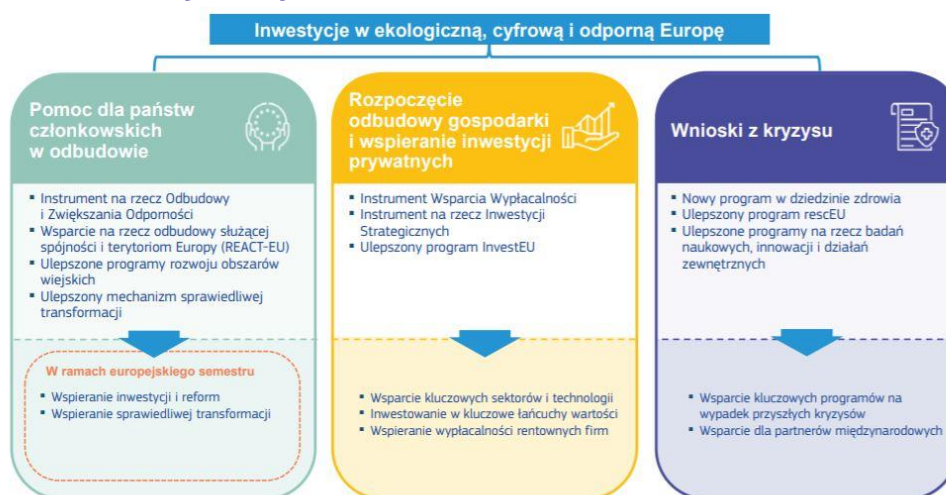 Inwestycje w ekologiczną, cyfrową i odporną Europę
Pomoc dla państw
członkowskich
w odbudowie
▪ Instrument na rzecz Odbudowy
i Zwiększania Odporności
▪ Wsparcie na rzecz odbudowy służącej
spójności i terytoriom Europy (REACT-EU)
▪ Ulepszone programy rozwoju obszarów
wiejskich
▪ Ulepszony mechanizm sprawiedliwej
transformacji
W ramach europejskiego semestru
▪ Wspieranie inwestycji i reform
▪ Wspieranie sprawiedliwej transformacji
Rozpoczęcie
odbudowy gospodarki
i wspieranie inwestycji
prywatnych
▪ Instrument Wsparcia Wypłacalności
▪ Instrument na rzecz Inwestycji
Strategicznych
▪ Ulepszony program InvestEU
▪ Wsparcie kluczowych sektorów i technologii
▪ Inwestowanie w kluczowe łańcuchy wartości
▪ Wspieranie wypłacalności rentownych firm
Wnioski z kryzysu
▪ Nowy program w dziedzinie zdrowia
▪ Ulepszony program rescEU
▪ Ulepszone programy na rzecz badań
naukowych, innowacji i działań
zewnętrznych
▪ Wsparcie kluczowych programów na
wypadek przyszłych kryzysów
▪ Wsparcie dla partnerów międzynarodowych